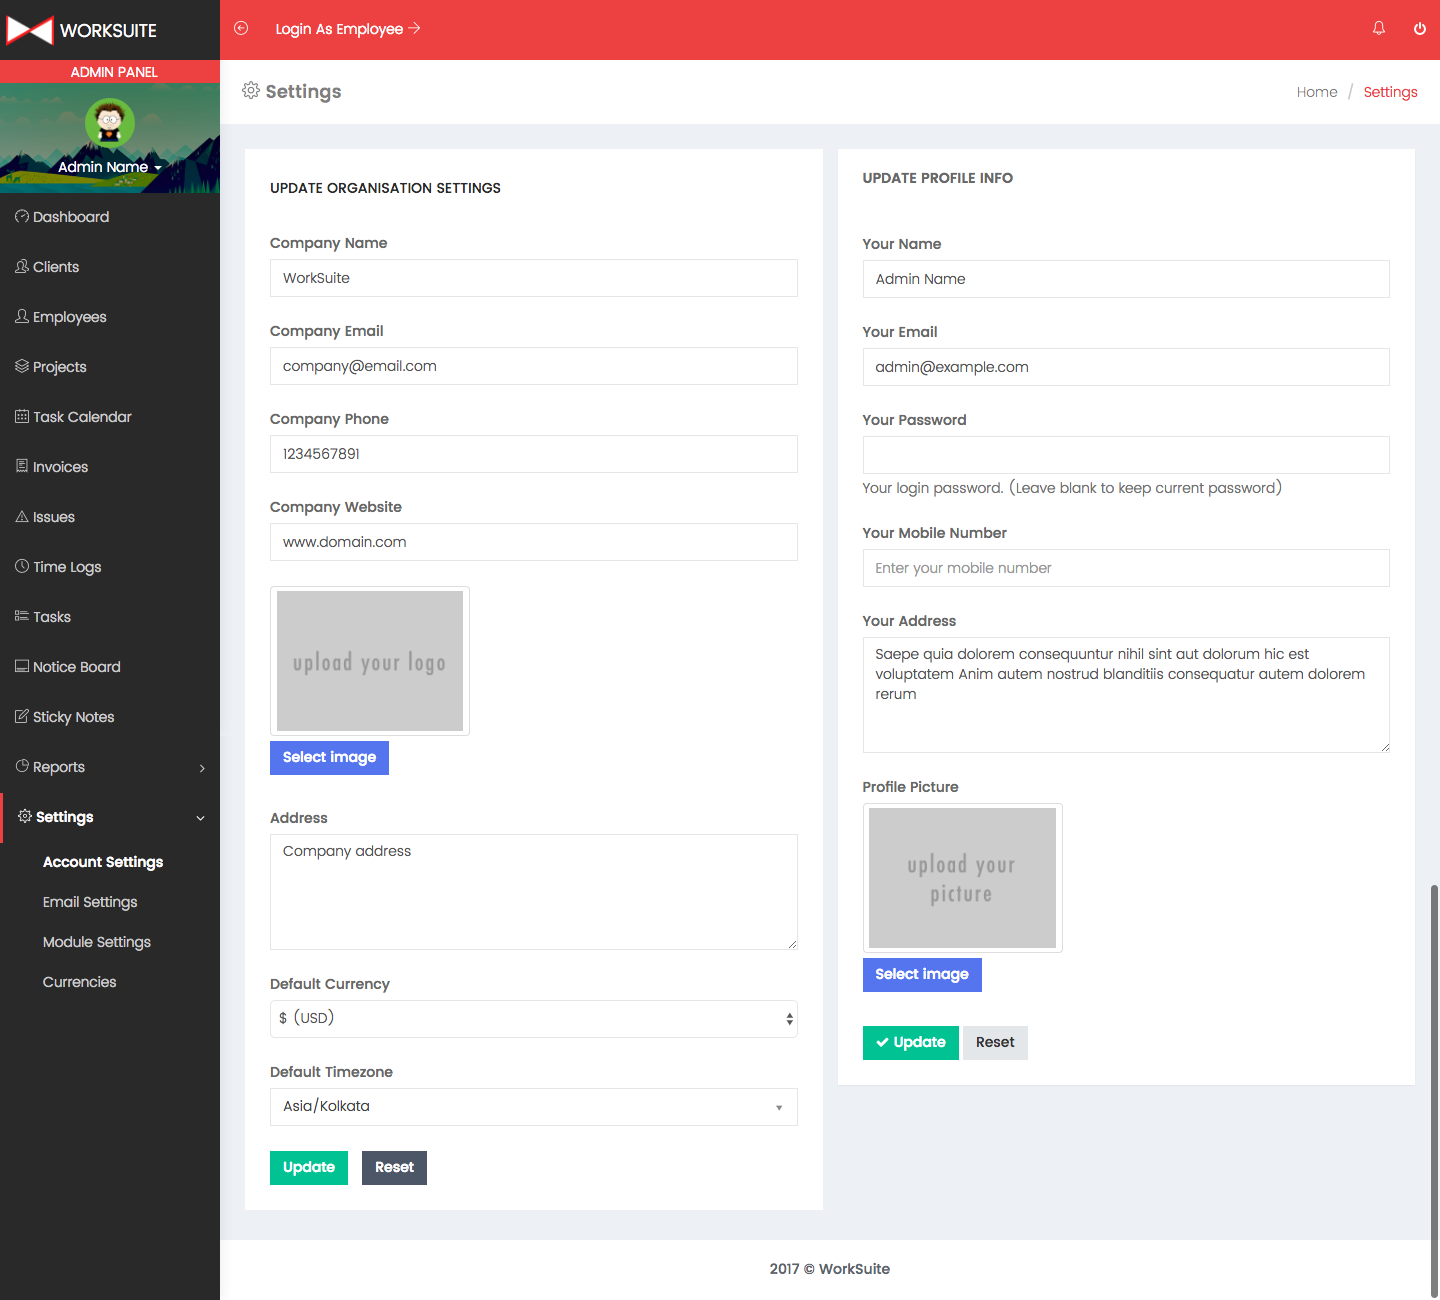 WORKSUITE
Login As Employee
ADMIN PANEL
Admin Name
Dashboard
Clients
Employees
Projects
Task Calendar
Invoices
Issues
Time Logs
Tasks
Notice Board
Sticky Notes
Reports
Settings
Account Settings
Email Settings
Module Settings
Currencies
Settings
Home / Settings
UPDATE ORGANISATION SETTINGS
Company Name
WorkSuite
Company Email
company@email.com
Company Phone
1234567891
Company Website
www.domain.com
upload your logo
Select image
Address
Company address
Default Currency
$ (USD)
Default Timezone
Asia/Kolkata
Update
Reset
UPDATE PROFILE INFO
Your Name
Admin Name
Your Email
admin@example.com
Your Password
Your login password. (Leave blank to keep current password)
Your Mobile Number
Enter your mobile number
Your Address
Saepe quia dolorem consequuntur nihil sint aut dolorum hic est
voluptatem Anim autem nostrud blanditiis consequatur autem dolorem
rerum
Profile Picture
upload your
picture
Select image
Update
Reset
2017 © WorkSuite